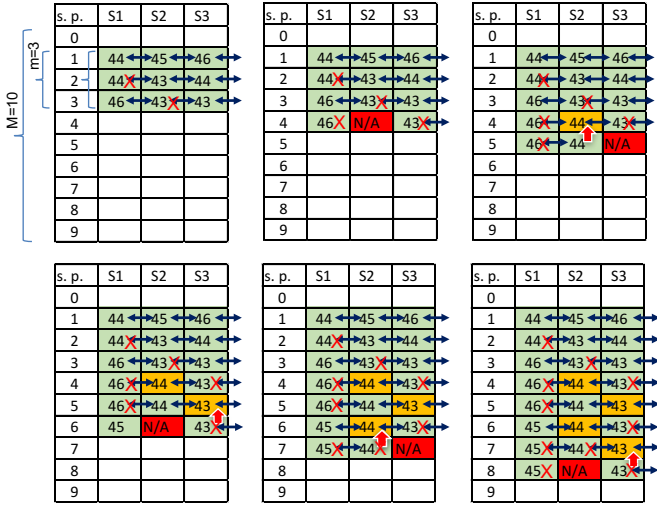 M=10
m=3
s. p. S1 S2 S3
0
1 44 45 46
2 44 43 44
3 46 43 43
4
5
6
7
8
9
s. p. S1 S2 S3
0
1 44 45 46
2 44 43 44
3 46 43 43
4 46 N/A 43
5
6
7
8
9
s. p. S1 S2 S3
0
1 44 45 46
2 44 43 44
3 46 43 43
4 46 44 43
5 46 44 N/A
6
7
8
9
s. p. S1 S2 S3
0
1 44 45 46
2 44 43 44
3 46 43 43
4 46 44 43
5 46 44 43
6 45 N/A 43
7
8
9
s. p. S1 S2 S3
0
1 44 45 46
2 44 43 44
3 46 43 43
4 46 44 43
5 46 44 43
6 45 44 43
7 45 44 N/A
8
9
s. p. S1 S2 S3
0
1 44 45 46
2 44 43 44
3 46 43 43
4 46 44 43
5 46 44 43
6 45 44 43
7 45 44 43
8 45 N/A 43
9